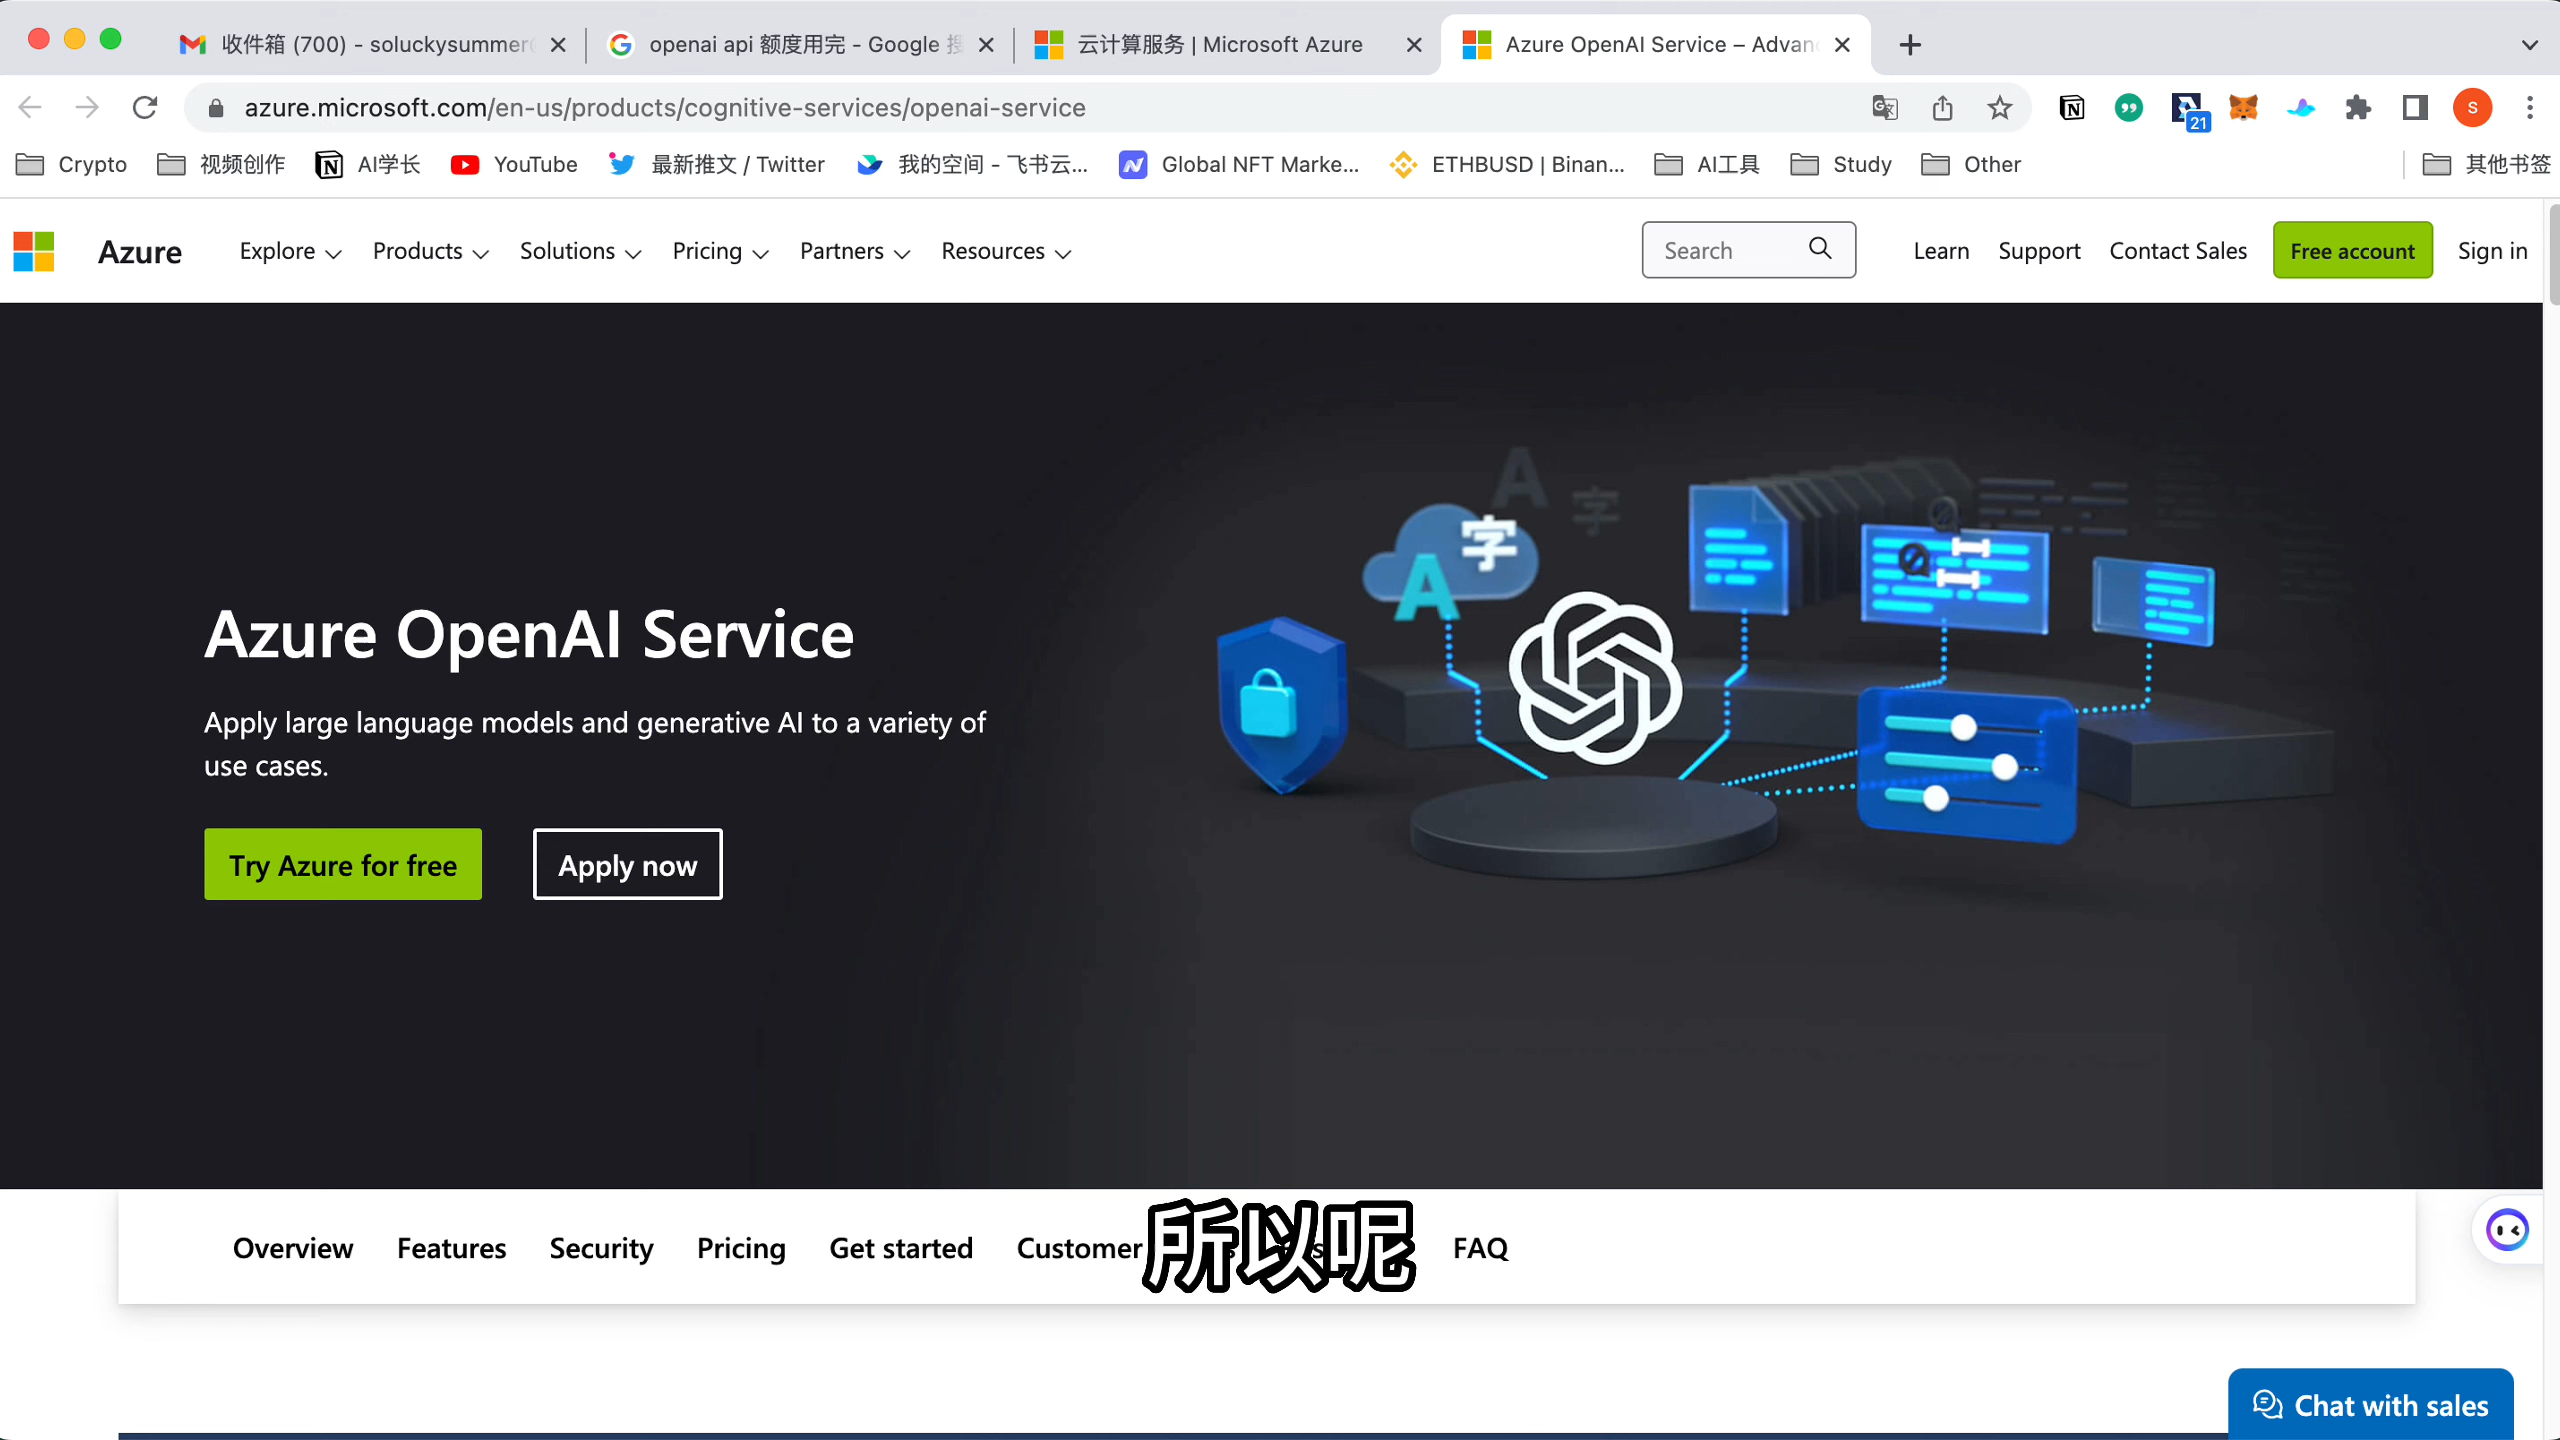 收件箱 (700) - soluckysummer
openai api 额度用完 - Google 搜
云计算服务 | Microsoft Azure
Azure OpenAI Service – Advan
azure.microsoft.com/en-us/products/cognitive-services/openai-service
21
S
Crypto
视频创作
AI学长
YouTube
最新推文 / Twitter
我的空间 - 飞书云...
Global NFT Marke...
ETHBUSD | Binan...
AI工具
Study
Other
其他书签
Azure
Explore
Products
Solutions
Pricing
Partners
Resources
Search
Learn
Support
Contact Sales
Free account
Sign in
A 字
A 字
Azure OpenAI Service
Apply large language models and generative AI to a variety of
use cases.
Try Azure for free
Apply now
Overview
Features
Security
Pricing
Get started
Customer
FAQ
所以呢
Chat with sales